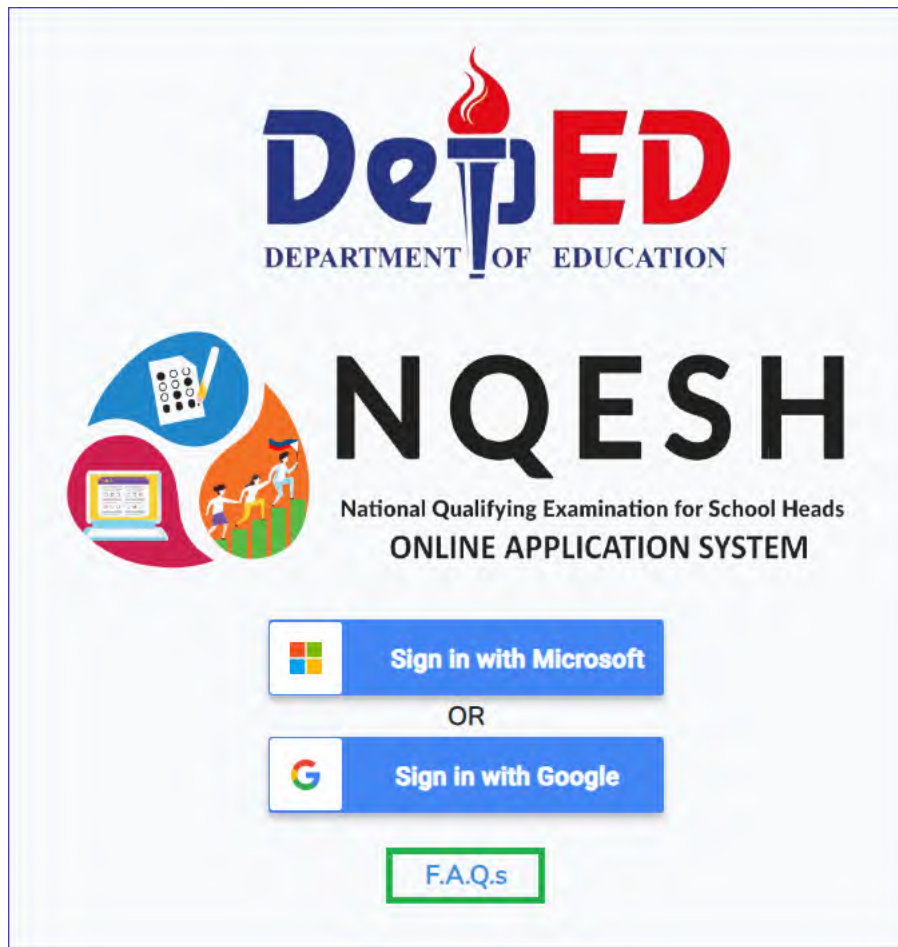 DepED
DEPARTMENT OF EDUCATION
NQESH
National Qualifying Examination for School Heads
ONLINE APPLICATION SYSTEM
Sign in with Microsoft
OR
G
Sign in with Google
F.A.Q.s